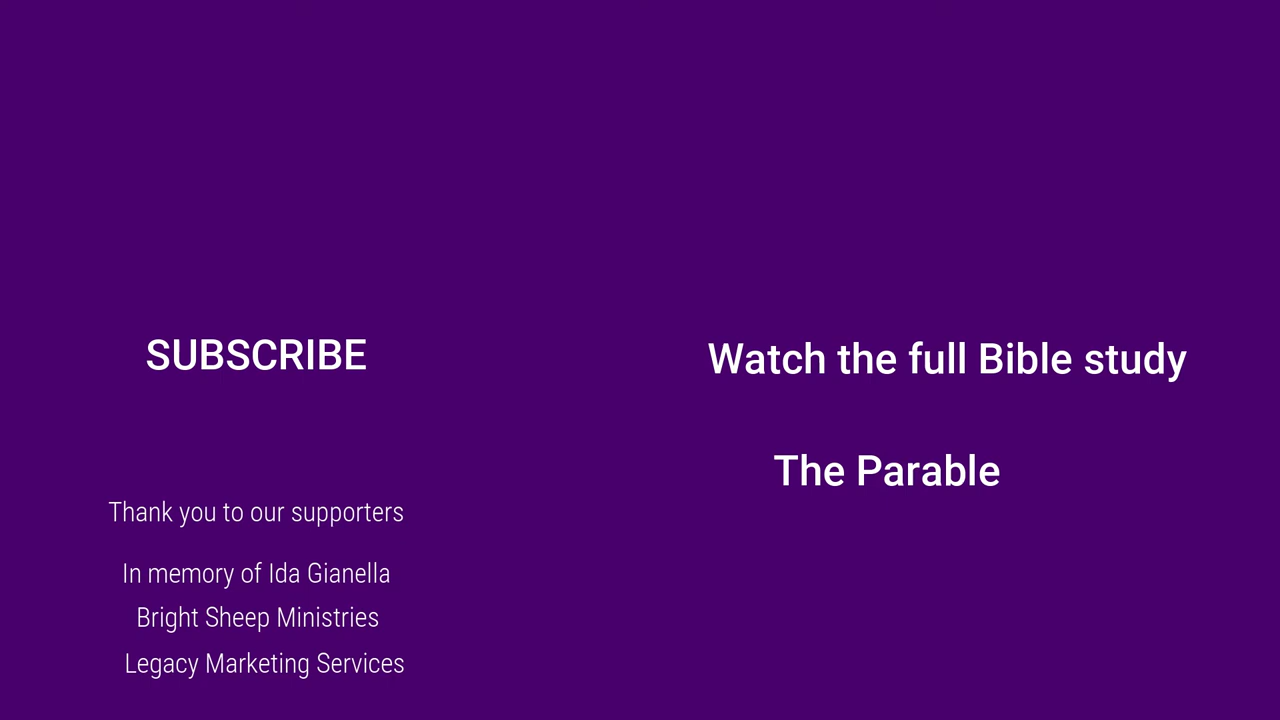 SUBSCRIBE
Thank you to our supporters
In memory of Ida Gianella
Bright Sheep Ministries
Legacy Marketing Services
Watch the full Bible study
The Parable